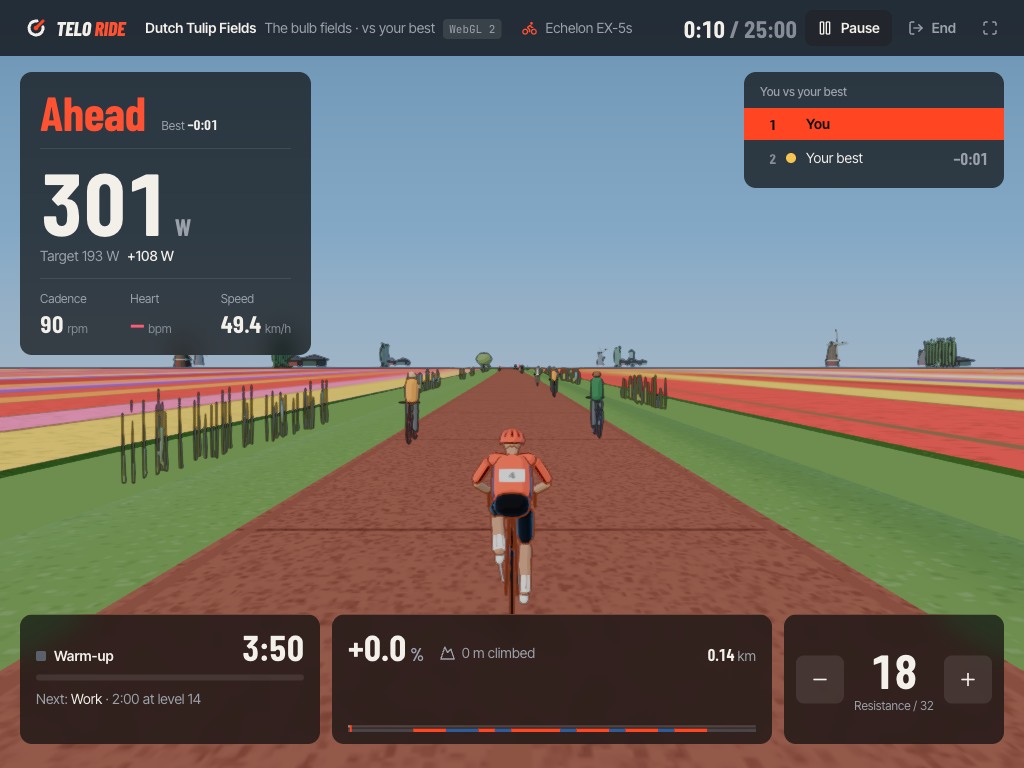 TELO RIDE Dutch Tulip Fields The bulb fields · vs your best WebGL 2 Echelon EX-5s 0:10 / 25:00 Pause End
Ahead Best −0:01
301 W
Target 193 W +108 W
Cadence Heart Speed
90 rpm — bpm 49.4 km/h
You vs your best
1 You
2 Your best −0:01
4
Warm-up 3:50
Next: Work · 2:00 at level 14
+0.0 % 0 m climbed 0.14 km
− 18 +
Resistance / 32